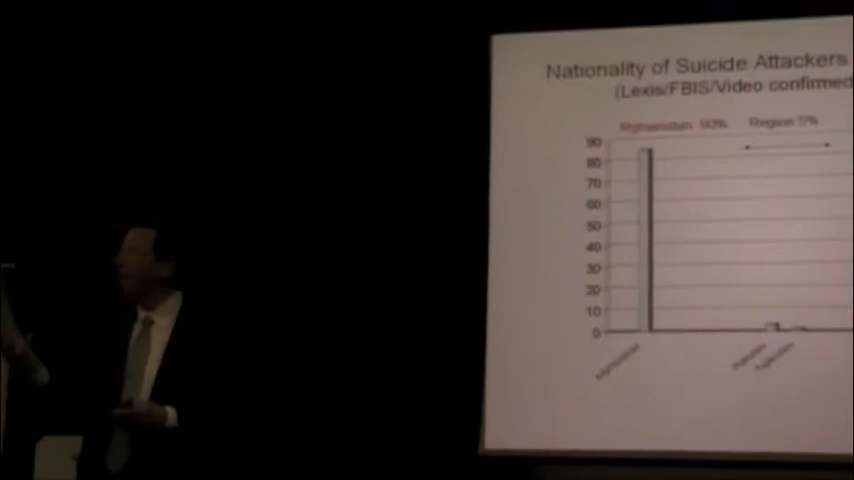 Nationality of Suicide Attackers
(Lexis/FBIS/Video confirmed
Afghanistan 90% Region 5%
90
80
70
60
50
40
30
20
10
0
Afghanistan